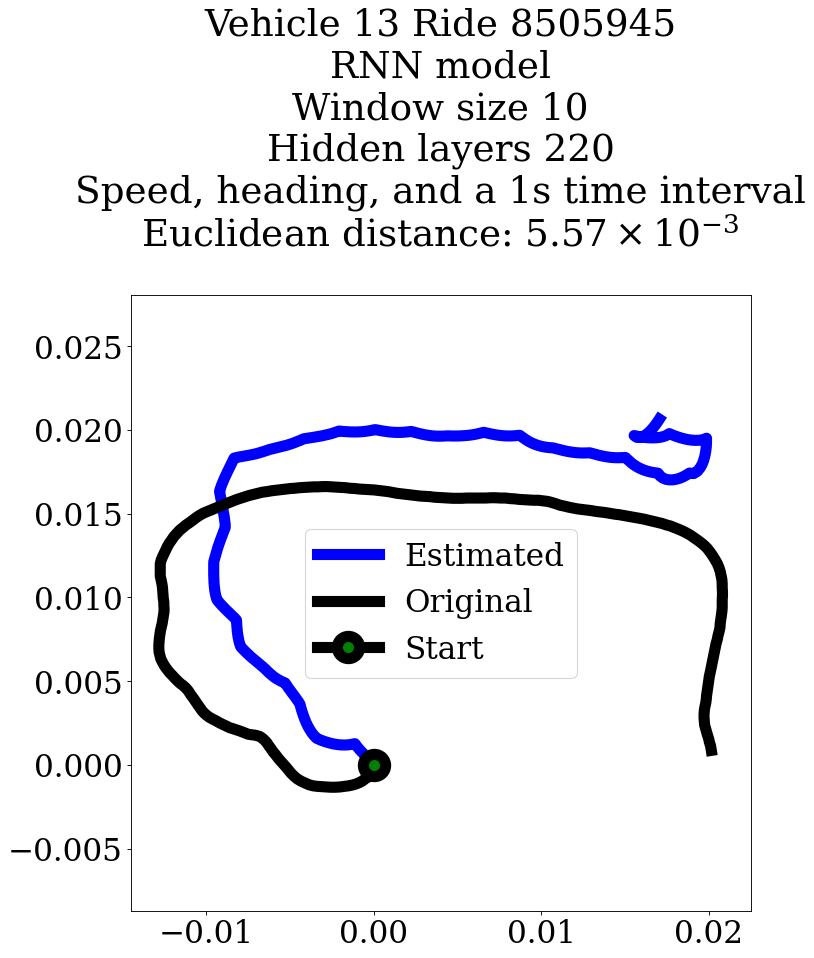 Vehicle 13 Ride 8505945
RNN model
Window size 10
Hidden layers 220
Speed, heading, and a 1s time interval
Euclidean distance: 5.57 × 10⁻³
0.025
0.020
0.015
0.010
0.005
0.000
−0.005
Estimated
Original
Start
−0.01 0.00 0.01 0.02